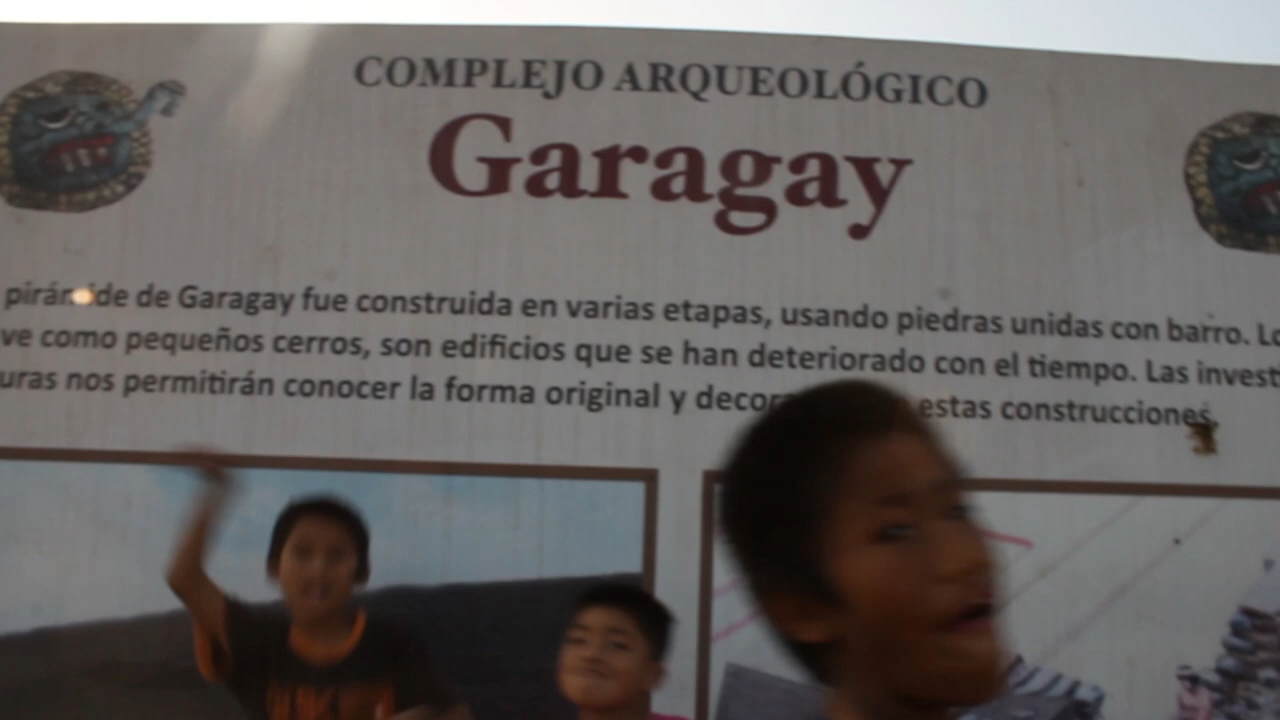 COMPLEJO ARQUEOLÓGICO
Garagay
de Garagay fue construida en varias etapas, usando piedras unidas con barro.
ve como pequeños cerros, son edificios que se han deteriorado con el tiempo. Las
uras nos permitirán conocer la forma original y estas construcciones.